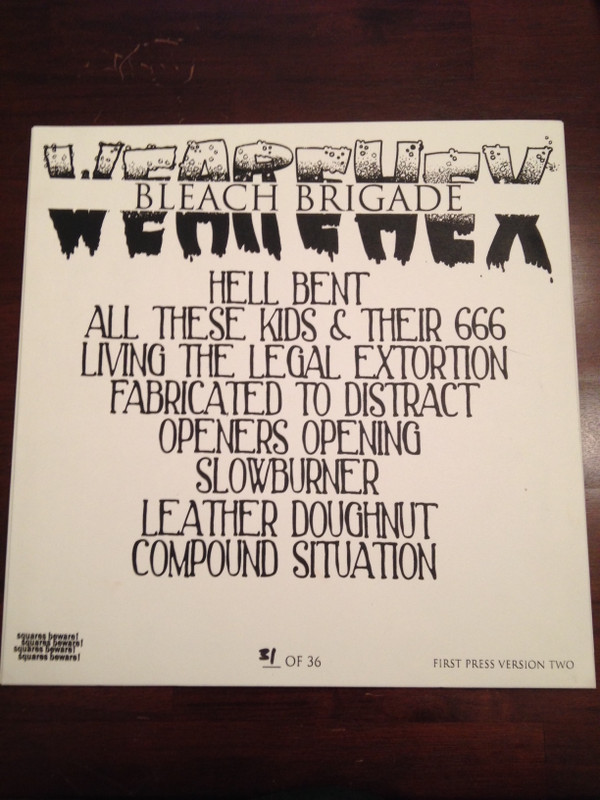 WEAREHEX
BLEACH BRIGADE
HELL BENT
ALL THESE KIDS & THEIR 666
LIVING THE LEGAL EXTORTION
FABRICATED TO DISTRACT
OPENERS OPENING
SLOWBURNER
LEATHER DOUGHNUT
COMPOUND SITUATION
squares beware!
squares beware!
squares beware!
squares beware!
31 OF 36
FIRST PRESS VERSION TWO